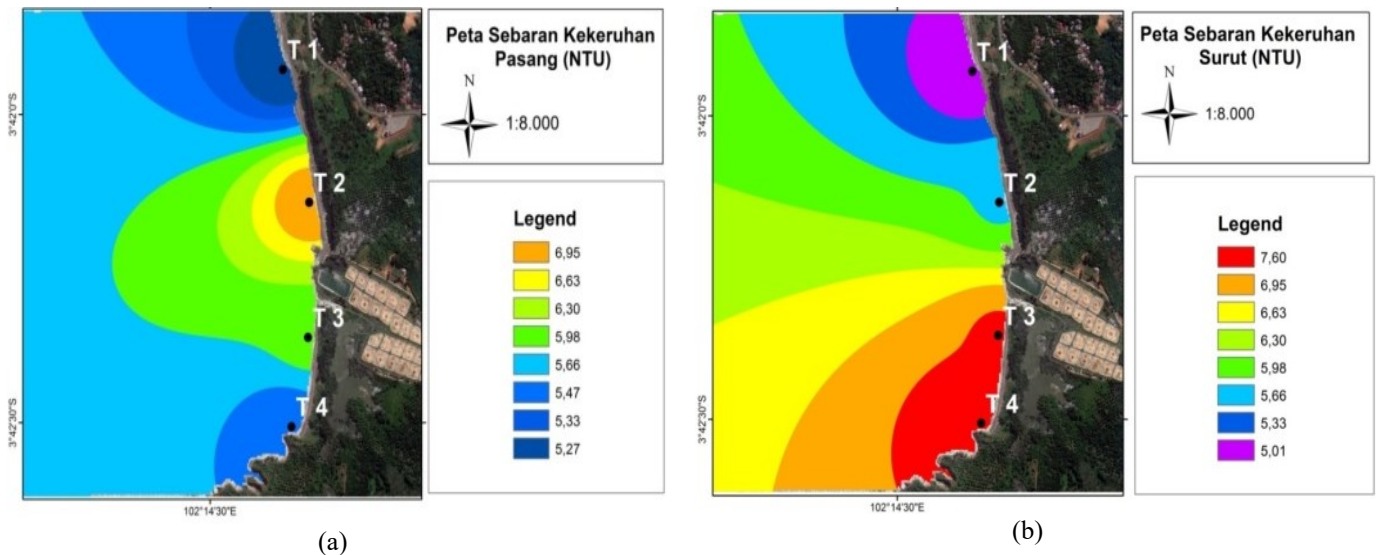 T 1
T 2
T 3
T 4
3°42'0"S
3°42'30"S
102°14'30"E
Peta Sebaran Kekeruhan
Pasang (NTU)
N
1:8.000
Legend
6,95
6,63
6,30
5,98
5,66
5,47
5,33
5,27
(a)
T 1
T 2
T 3
T 4
3°42'0"S
3°42'30"S
102°14'30"E
Peta Sebaran Kekeruhan
Surut (NTU)
N
1:8.000
Legend
7,60
6,95
6,63
6,30
5,98
5,66
5,33
5,01
(b)